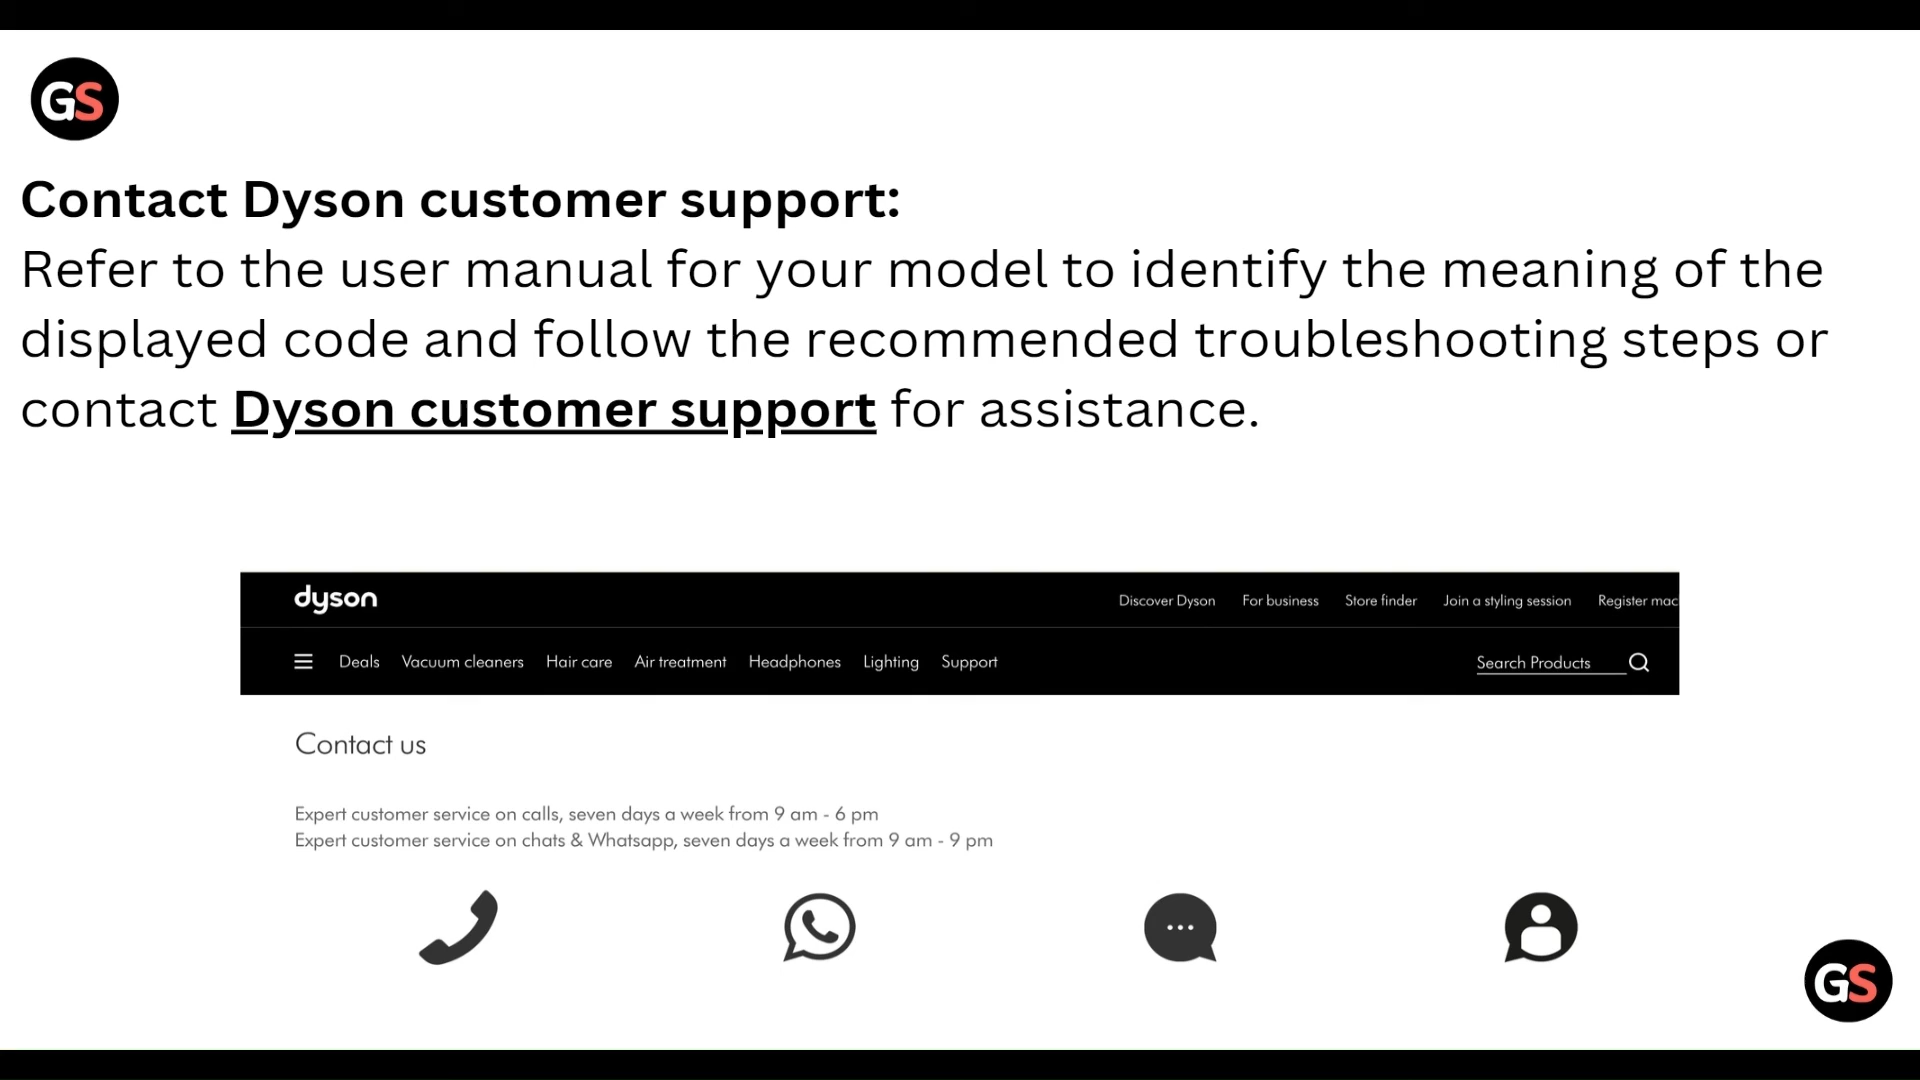 GS
Contact Dyson customer support:
Refer to the user manual for your model to identify the meaning of the
displayed code and follow the recommended troubleshooting steps or
contact Dyson customer support for assistance.
dyson
Discover Dyson For business Store finder Join a styling session Register mac
Deals Vacuum cleaners Hair care Air treatment Headphones Lighting Support Search Products
Contact us
Expert customer service on calls, seven days a week from 9 am - 6 pm
Expert customer service on chats & Whatsapp, seven days a week from 9 am - 9 pm
GS